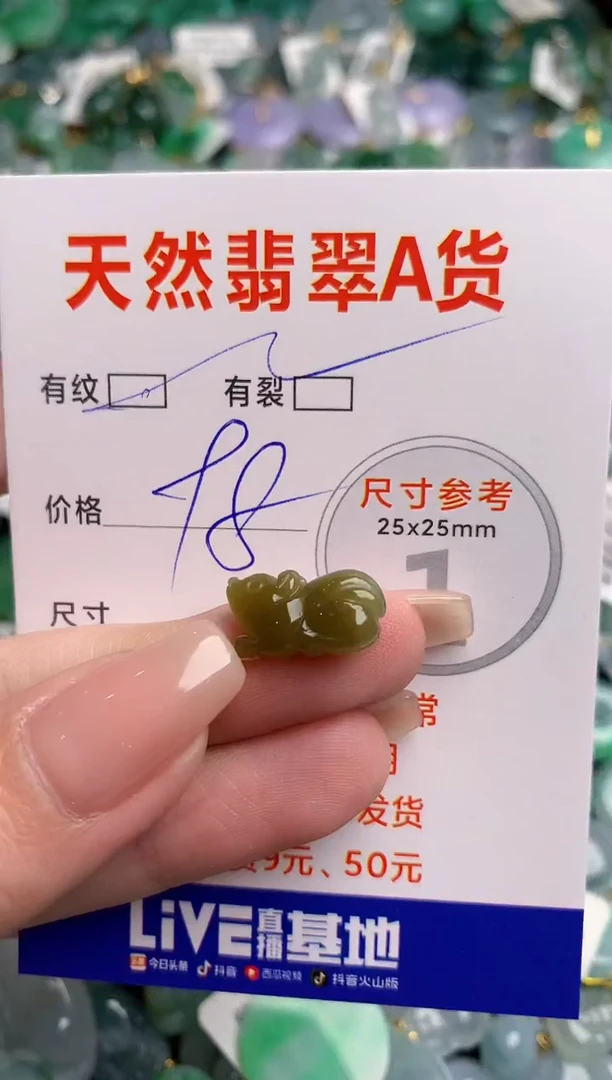 天然翡翠A货
有纹 有裂
价格 98
尺寸参考
25x25mm
1
尺寸
常
发货
9元、50元
LiVE直播基地
今日头条 抖音 西瓜视频 抖音火山版